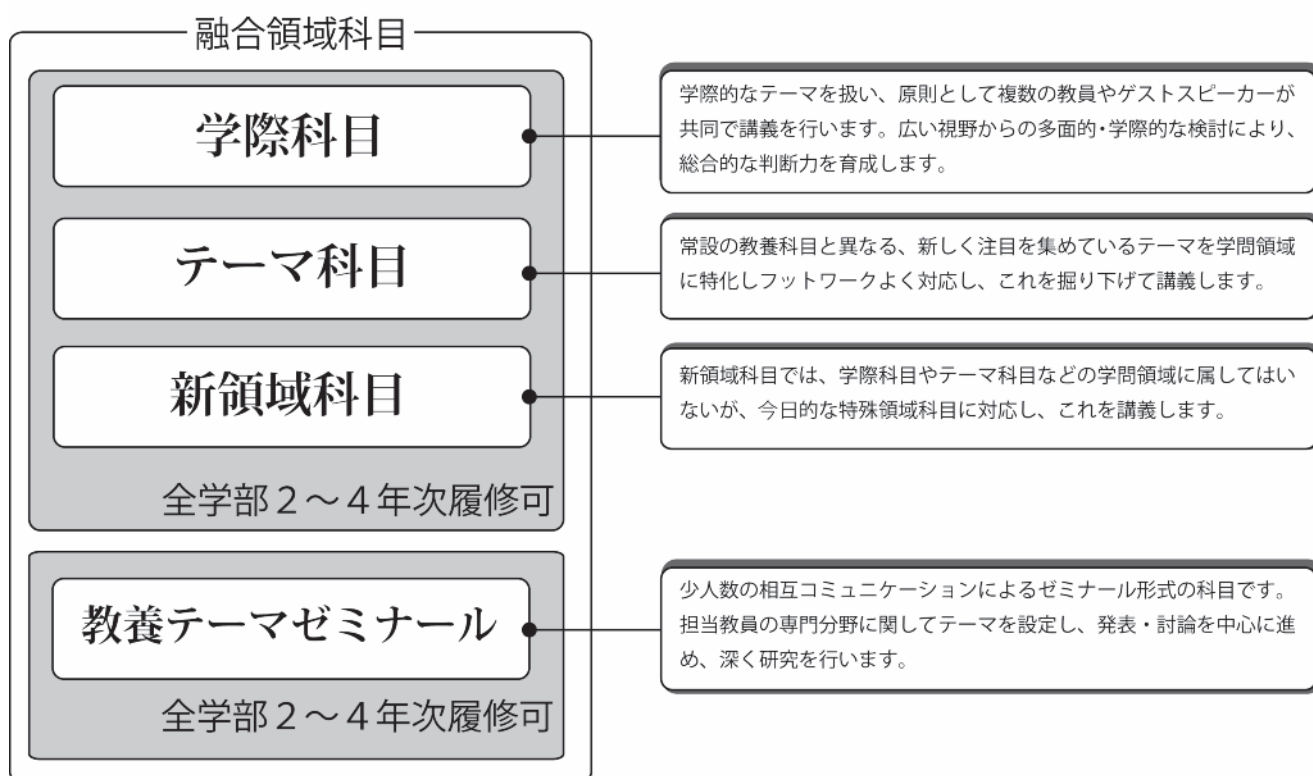 融合領域科目
学際科目
学際的なテーマを扱い、原則として複数の教員やゲストスピーカーが
共同で講義を行います。広い視野からの多面的・学際的な検討により、
総合的な判断力を育成します。
テーマ科目
常設の教養科目と異なる、新しく注目を集めているテーマを学問領域
に特化しフットワークよく対応し、これを掘り下げて講義します。
新領域科目
新領域科目では、学際科目やテーマ科目などの学問領域に属してはい
ないが、今日的な特殊領域科目に対応し、これを講義します。
全学部2～4年次履修可
教養テーマゼミナール
少人数の相互コミュニケーションによるゼミナール形式の科目です。
担当教員の専門分野に関してテーマを設定し、発表・討論を中心に進
め、深く研究を行います。
全学部2～4年次履修可